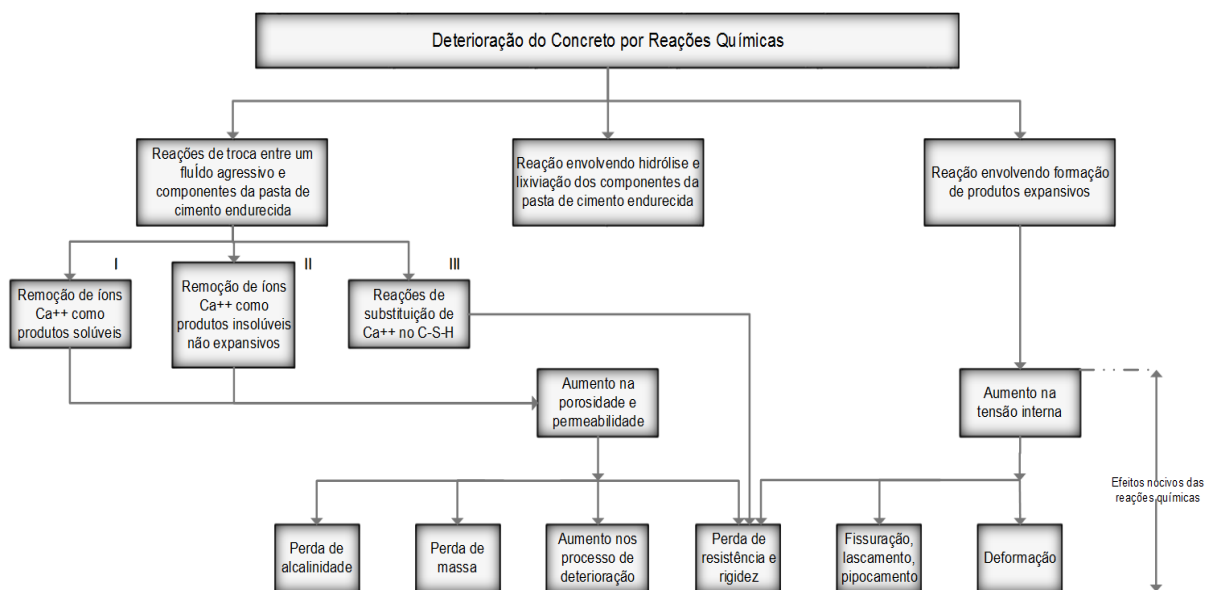 Deterioração do Concreto por Reações Químicas
Reações de troca entre um
fluÍdo agressivo e
componentes da pasta de
cimento endurecida
Reação envolvendo hidrólise e
lixiviação dos componentes da
pasta de cimento endurecida
Reação envolvendo formação
de produtos expansivos
I
II
III
Remoção de íons
Ca++ como
produtos solúveis
Remoção de íons
Ca++ como
produtos insolúveis
não expansivos
Reações de
substituição de
Ca++ no C-S-H
Aumento na
porosidade e
permeabilidade
Aumento na
tensão interna
Efeitos nocivos das
reações químicas
Perda de
alcalinidade
Perda de
massa
Aumento nos
processo de
deterioração
Perda de
resistência e
rigidez
Fissuração,
lascamento,
pipocamento
Deformação